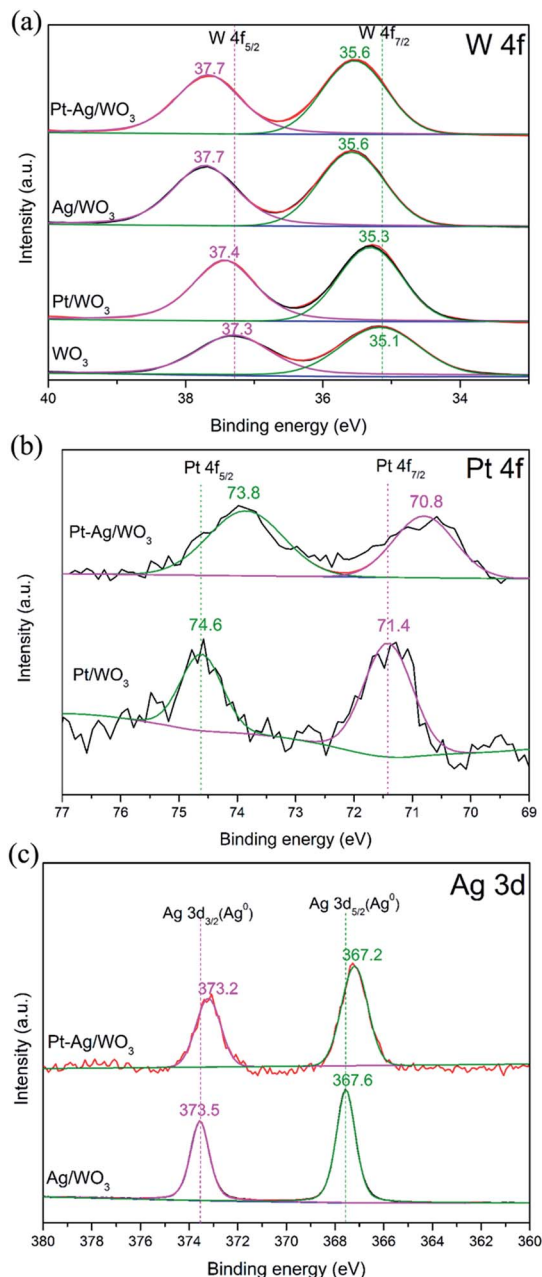 (a)
W 4f5/2 W 4f7/2 W 4f
37.7 35.6
Pt-Ag/WO3
37.7 35.6
Ag/WO3
37.4 35.3
Pt/WO3
37.3 35.1
WO3
Intensity (a.u.)
40 38 36 34
Binding energy (eV)
(b)
Pt 4f5/2 Pt 4f7/2 Pt 4f
73.8 70.8
Pt-Ag/WO3
74.6 71.4
Pt/WO3
Intensity (a.u.)
77 76 75 74 73 72 71 70 69
Binding energy (eV)
(c)
Ag 3d
Ag 3d3/2(Ag0) Ag 3d5/2(Ag0)
373.2 367.2
Pt-Ag/WO3
373.5 367.6
Ag/WO3
Intensity (a.u.)
380 378 376 374 372 370 368 366 364 362 360
Binding energy (eV)